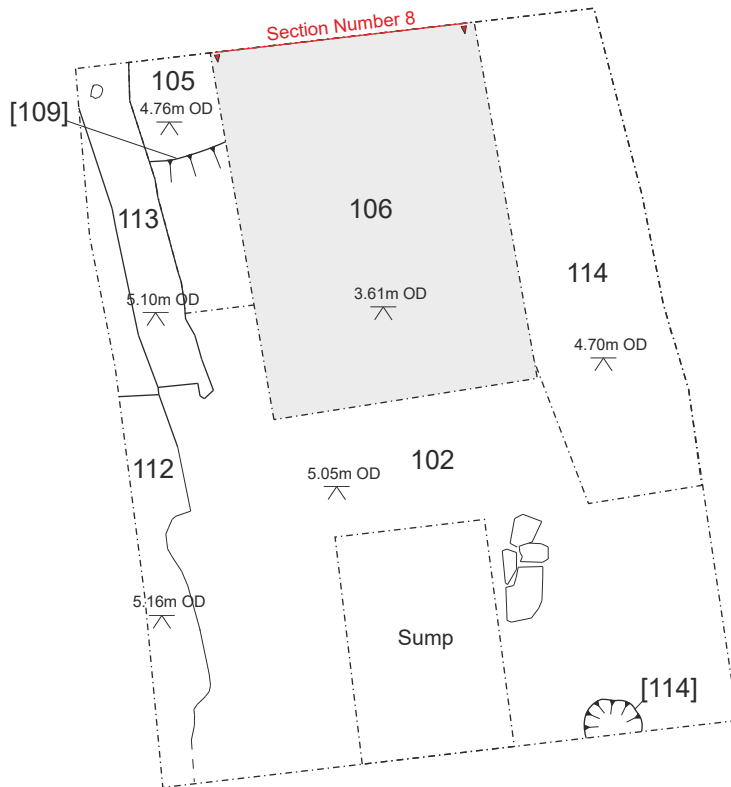 Section Number 8
105
4.76m OD
[109]
113
106
114
5.10m OD
3.61m OD
4.70m OD
112
102
5.05m OD
5.16m OD
Sump
[114]